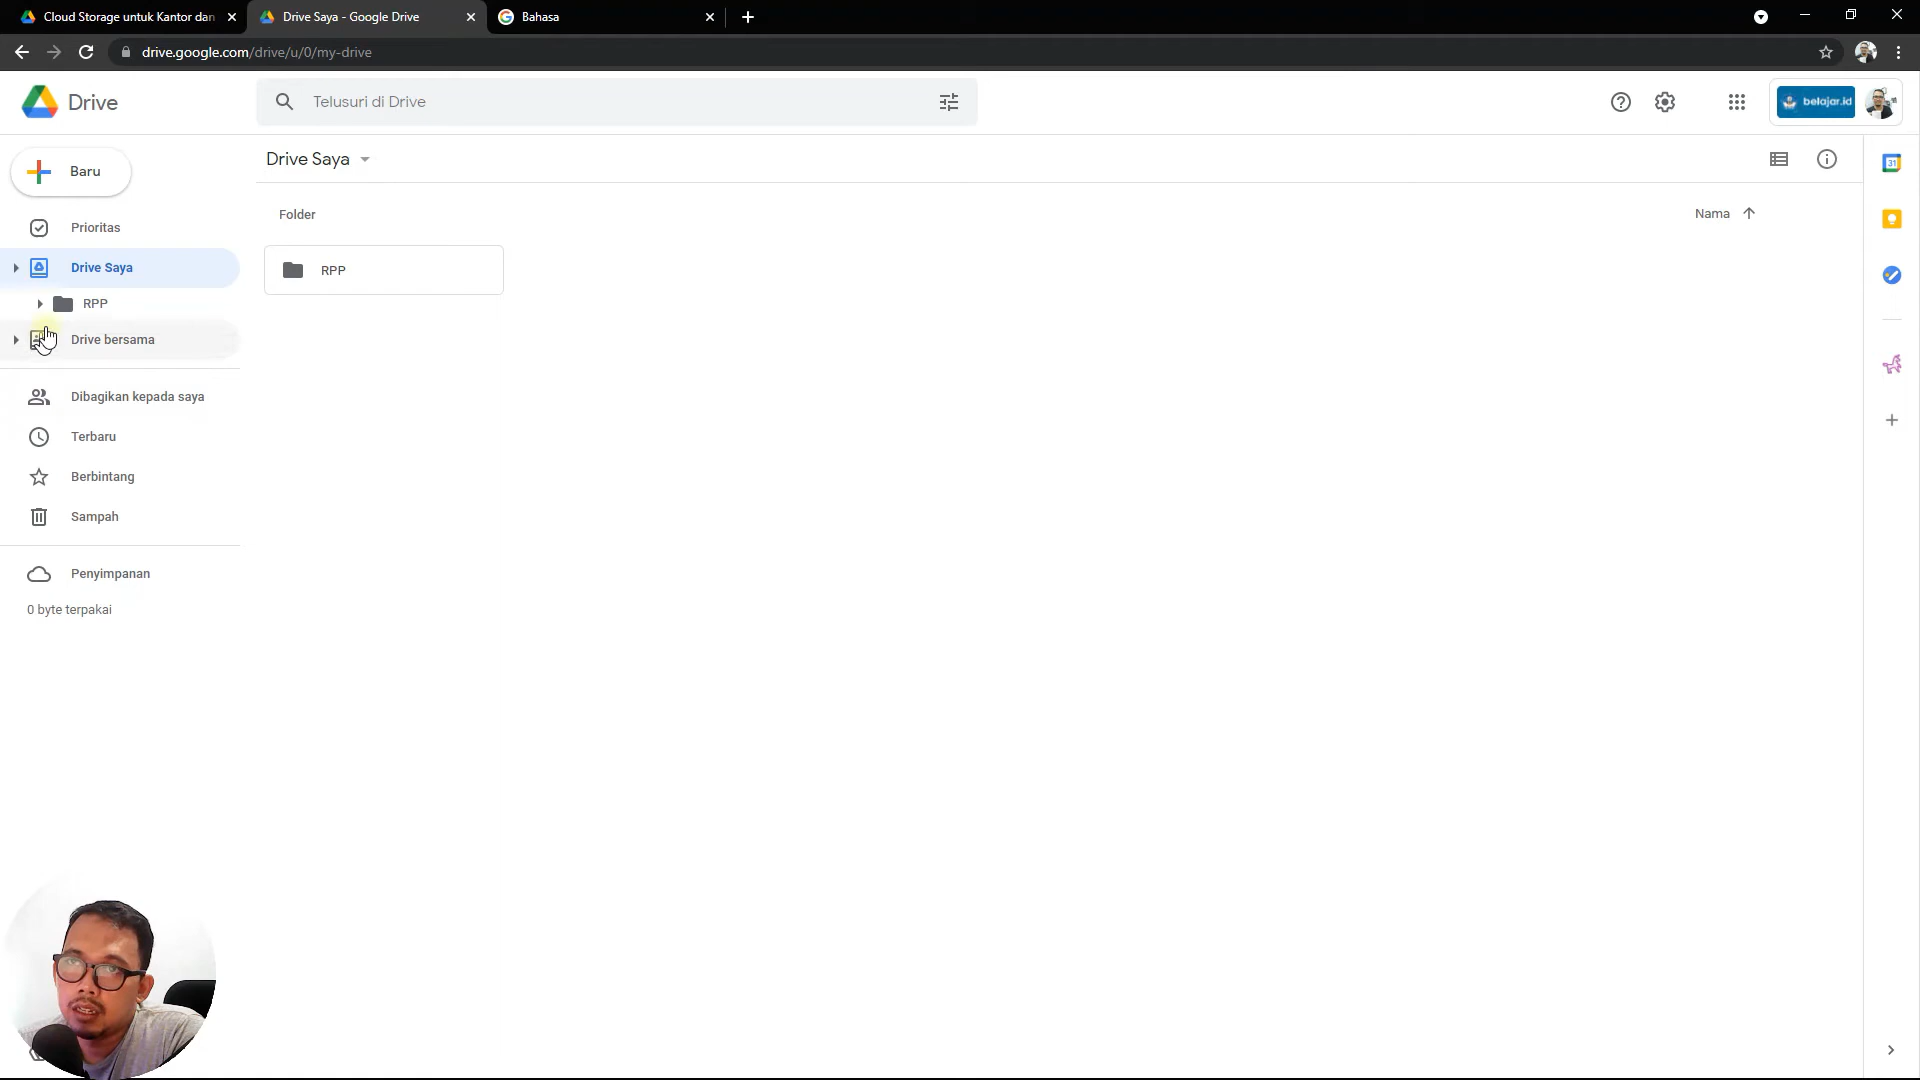 Cloud Storage untuk Kantor dan
Drive Saya - Google Drive
Bahasa
drive.google.com/drive/u/0/my-drive
Drive
Telusuri di Drive
belajar.id
Baru
Drive Saya
Prioritas
Folder
Nama
Drive Saya
RPP
RPP
Drive bersama
Dibagikan kepada saya
Terbaru
Berbintang
Sampah
Penyimpanan
0 byte terpakai
31